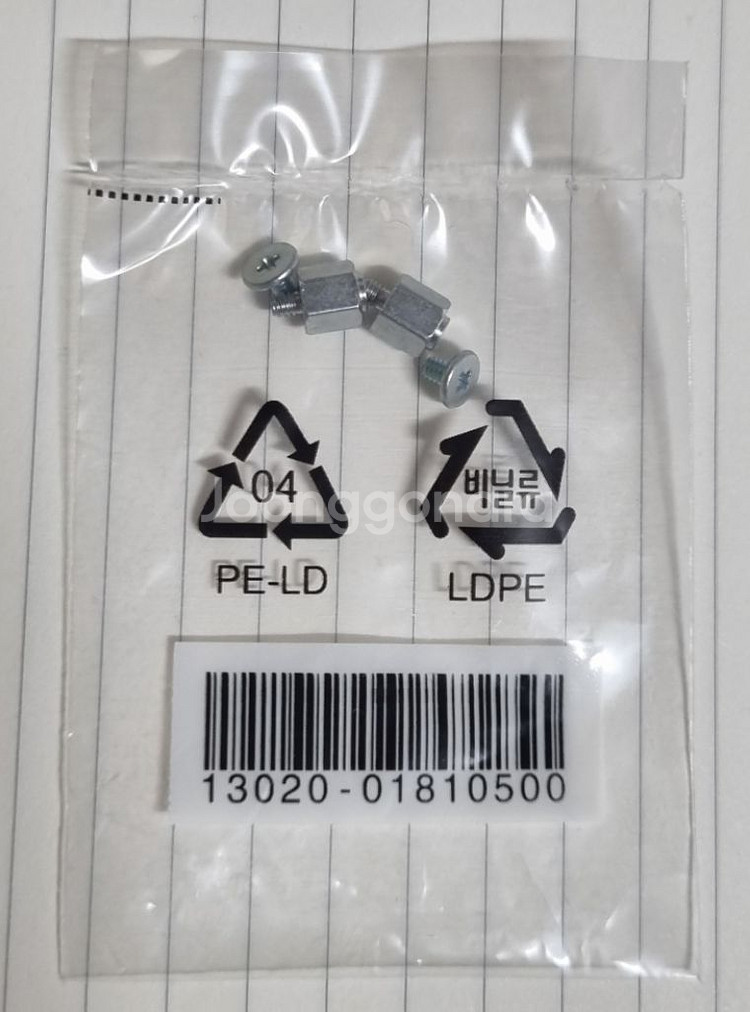 04
비닐류
Joonggonara
PE-LD
LDPE
13020-01810500